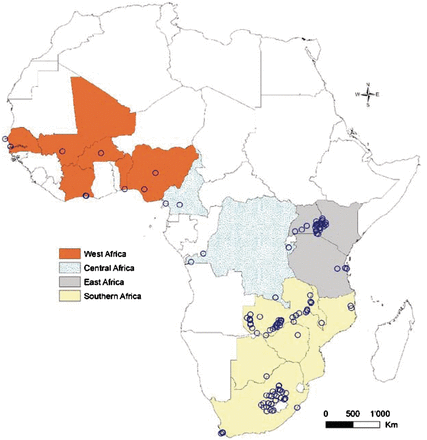 N
W E
S
West Africa
Central Africa
East Africa
Southern Africa
0 500 1'000
Km